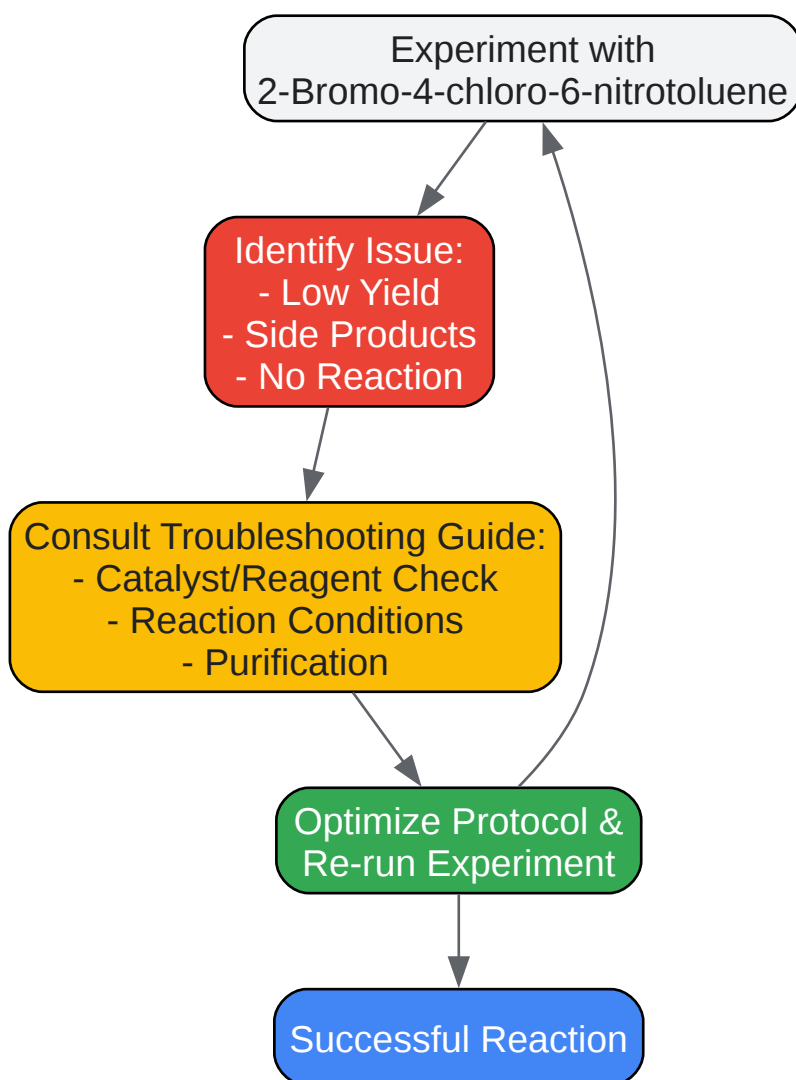 Experiment with
2-Bromo-4-chloro-6-nitrotoluene
Identify Issue:
- Low Yield
- Side Products
- No Reaction
Consult Troubleshooting Guide:
- Catalyst/Reagent Check
- Reaction Conditions
- Purification
Optimize Protocol &
Re-run Experiment
Successful Reaction